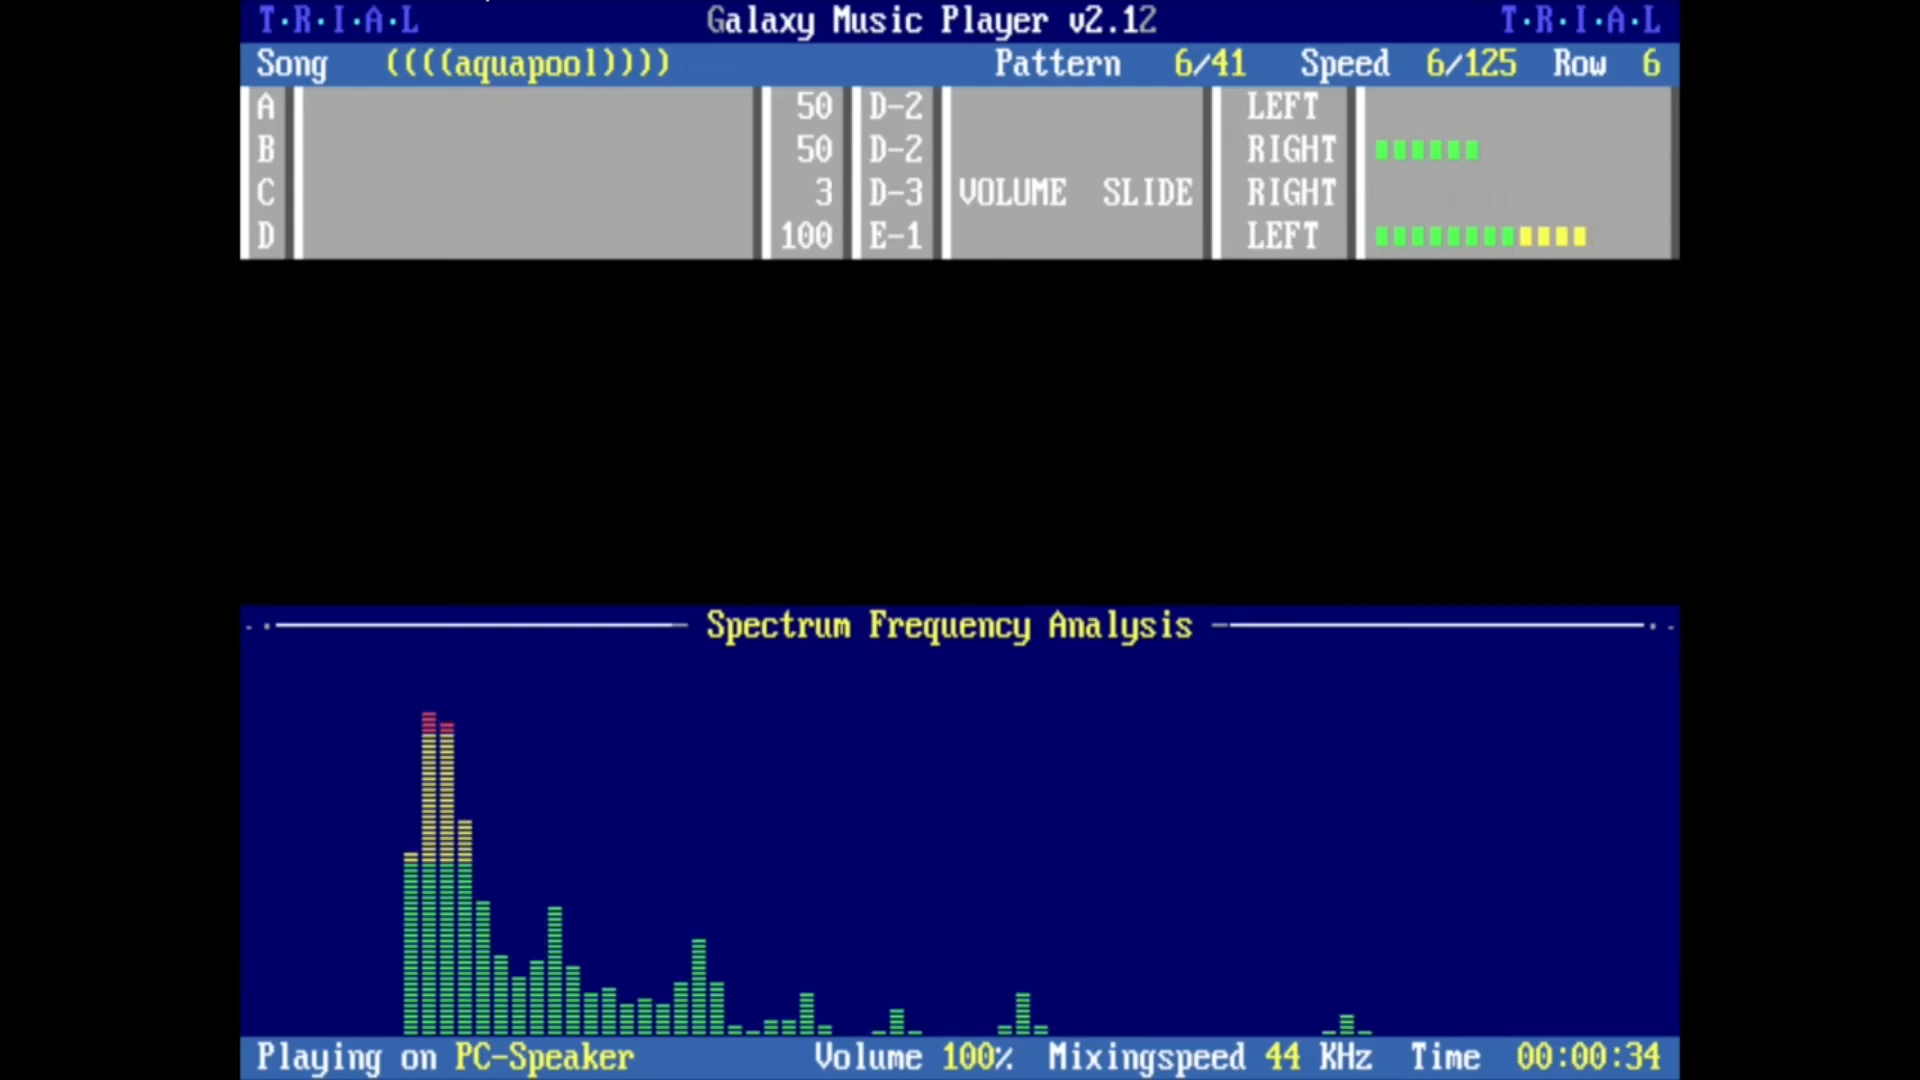 T·R·I·A·L Galaxy Music Player v2.12 T·R·I·A·L
Song ((((aquapool)))) Pattern 6/41 Speed 6/125 Row 6
A 50 D-2 LEFT
B 50 D-2 RIGHT
C 3 D-3 VOLUME SLIDE RIGHT
D 100 E-1 LEFT
Spectrum Frequency Analysis
Playing on PC-Speaker Volume 100% Mixingspeed 44 KHz Time 00:00:34